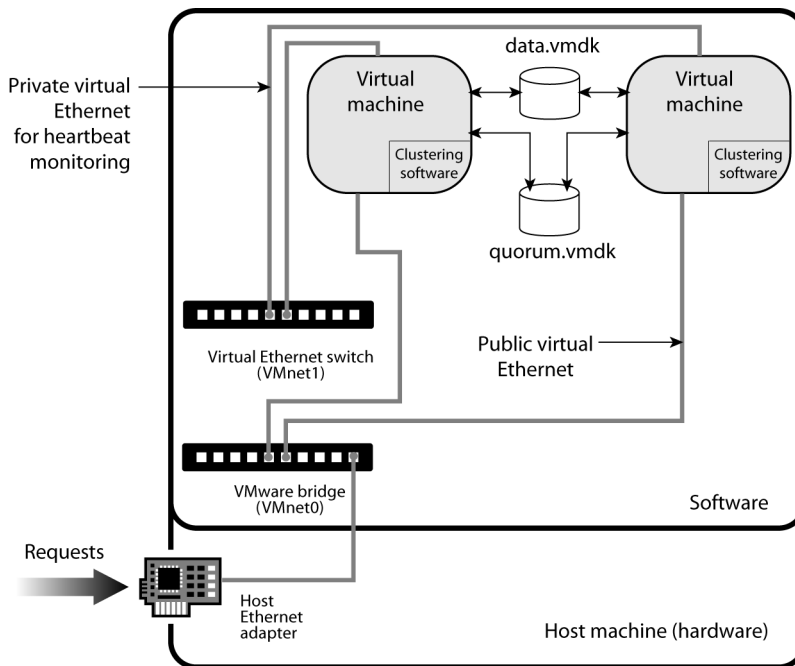 data.vmdk
Private virtual
Ethernet
for heartbeat
monitoring
Virtual
machine
Clustering
software
Virtual
machine
Clustering
software
quorum.vmdk
Virtual Ethernet switch
(VMnet1)
Public virtual
Ethernet
VMware bridge
(VMnet0)
Software
Requests
Host
Ethernet
adapter
Host machine (hardware)